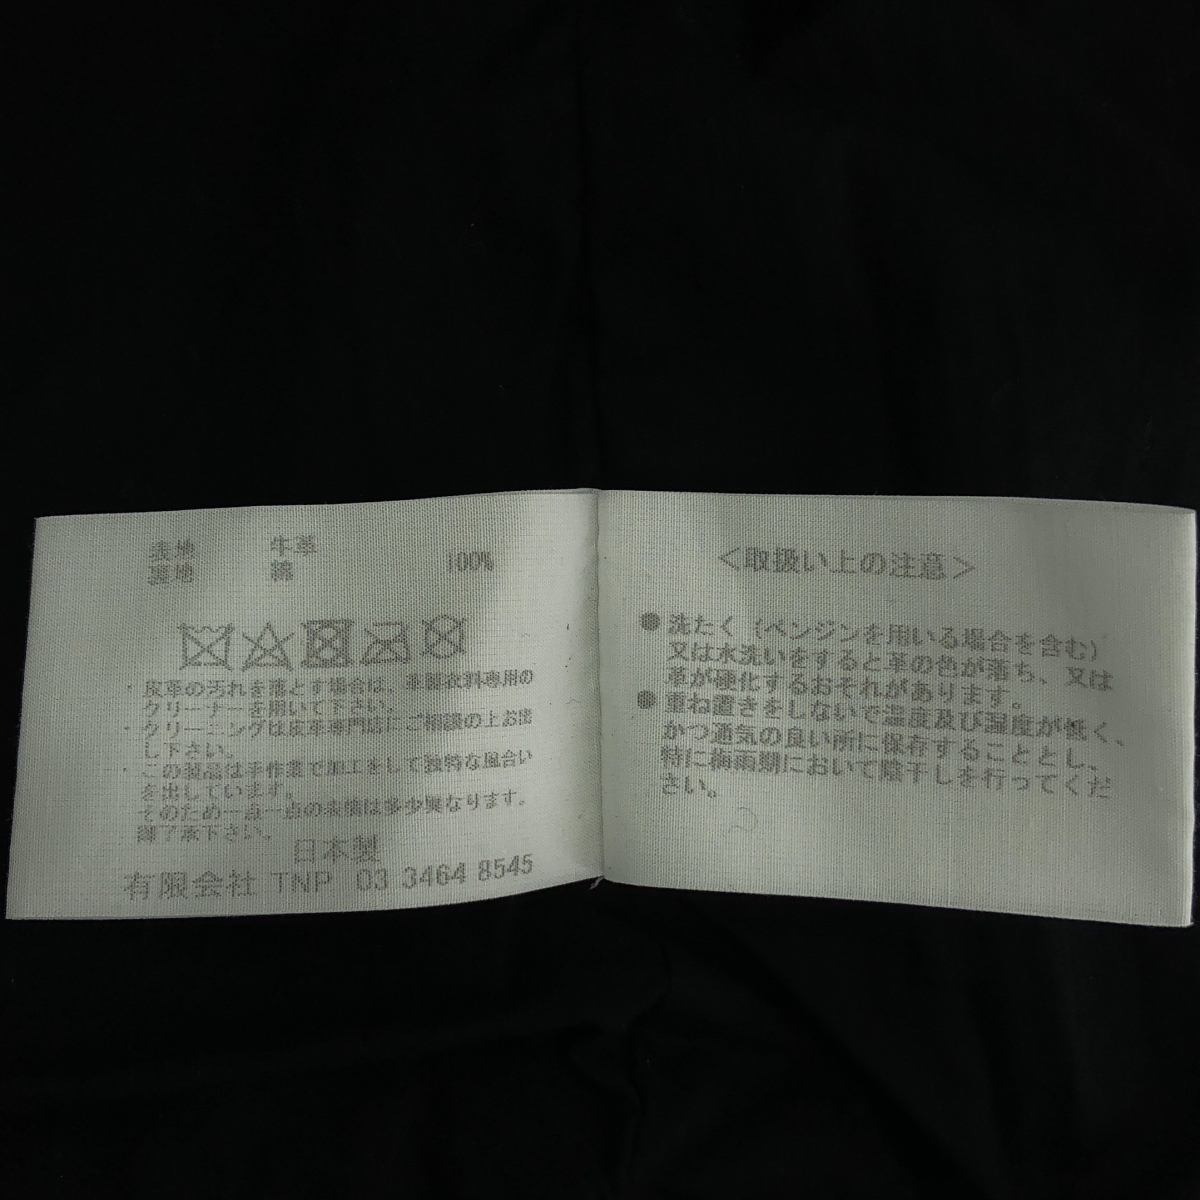 表地 牛革
裏地 綿 100%
・皮革の汚れを落とす場合は、革製衣料専用の
クリーナーを用いて下さい。
・クリーニングは皮革専門店にご相談の上お出
し下さい。
・この製品は手作業で加工をして独特な風合い
を出しています。
そのため一点一点の表情は多少異なります。
御了承下さい。
日本製
有限会社 TNP 03 3464 8545
＜取扱い上の注意＞
●洗たく（ベンジンを用いる場合を含む）
又は水洗いをすると革の色が落ち、又は
革が硬化するおそれがあります。
●重ね置きをしないで温度及び湿度が低く、
かつ通気の良い所に保存することとし、
特に梅雨期において陰干しを行ってくだ
さい。